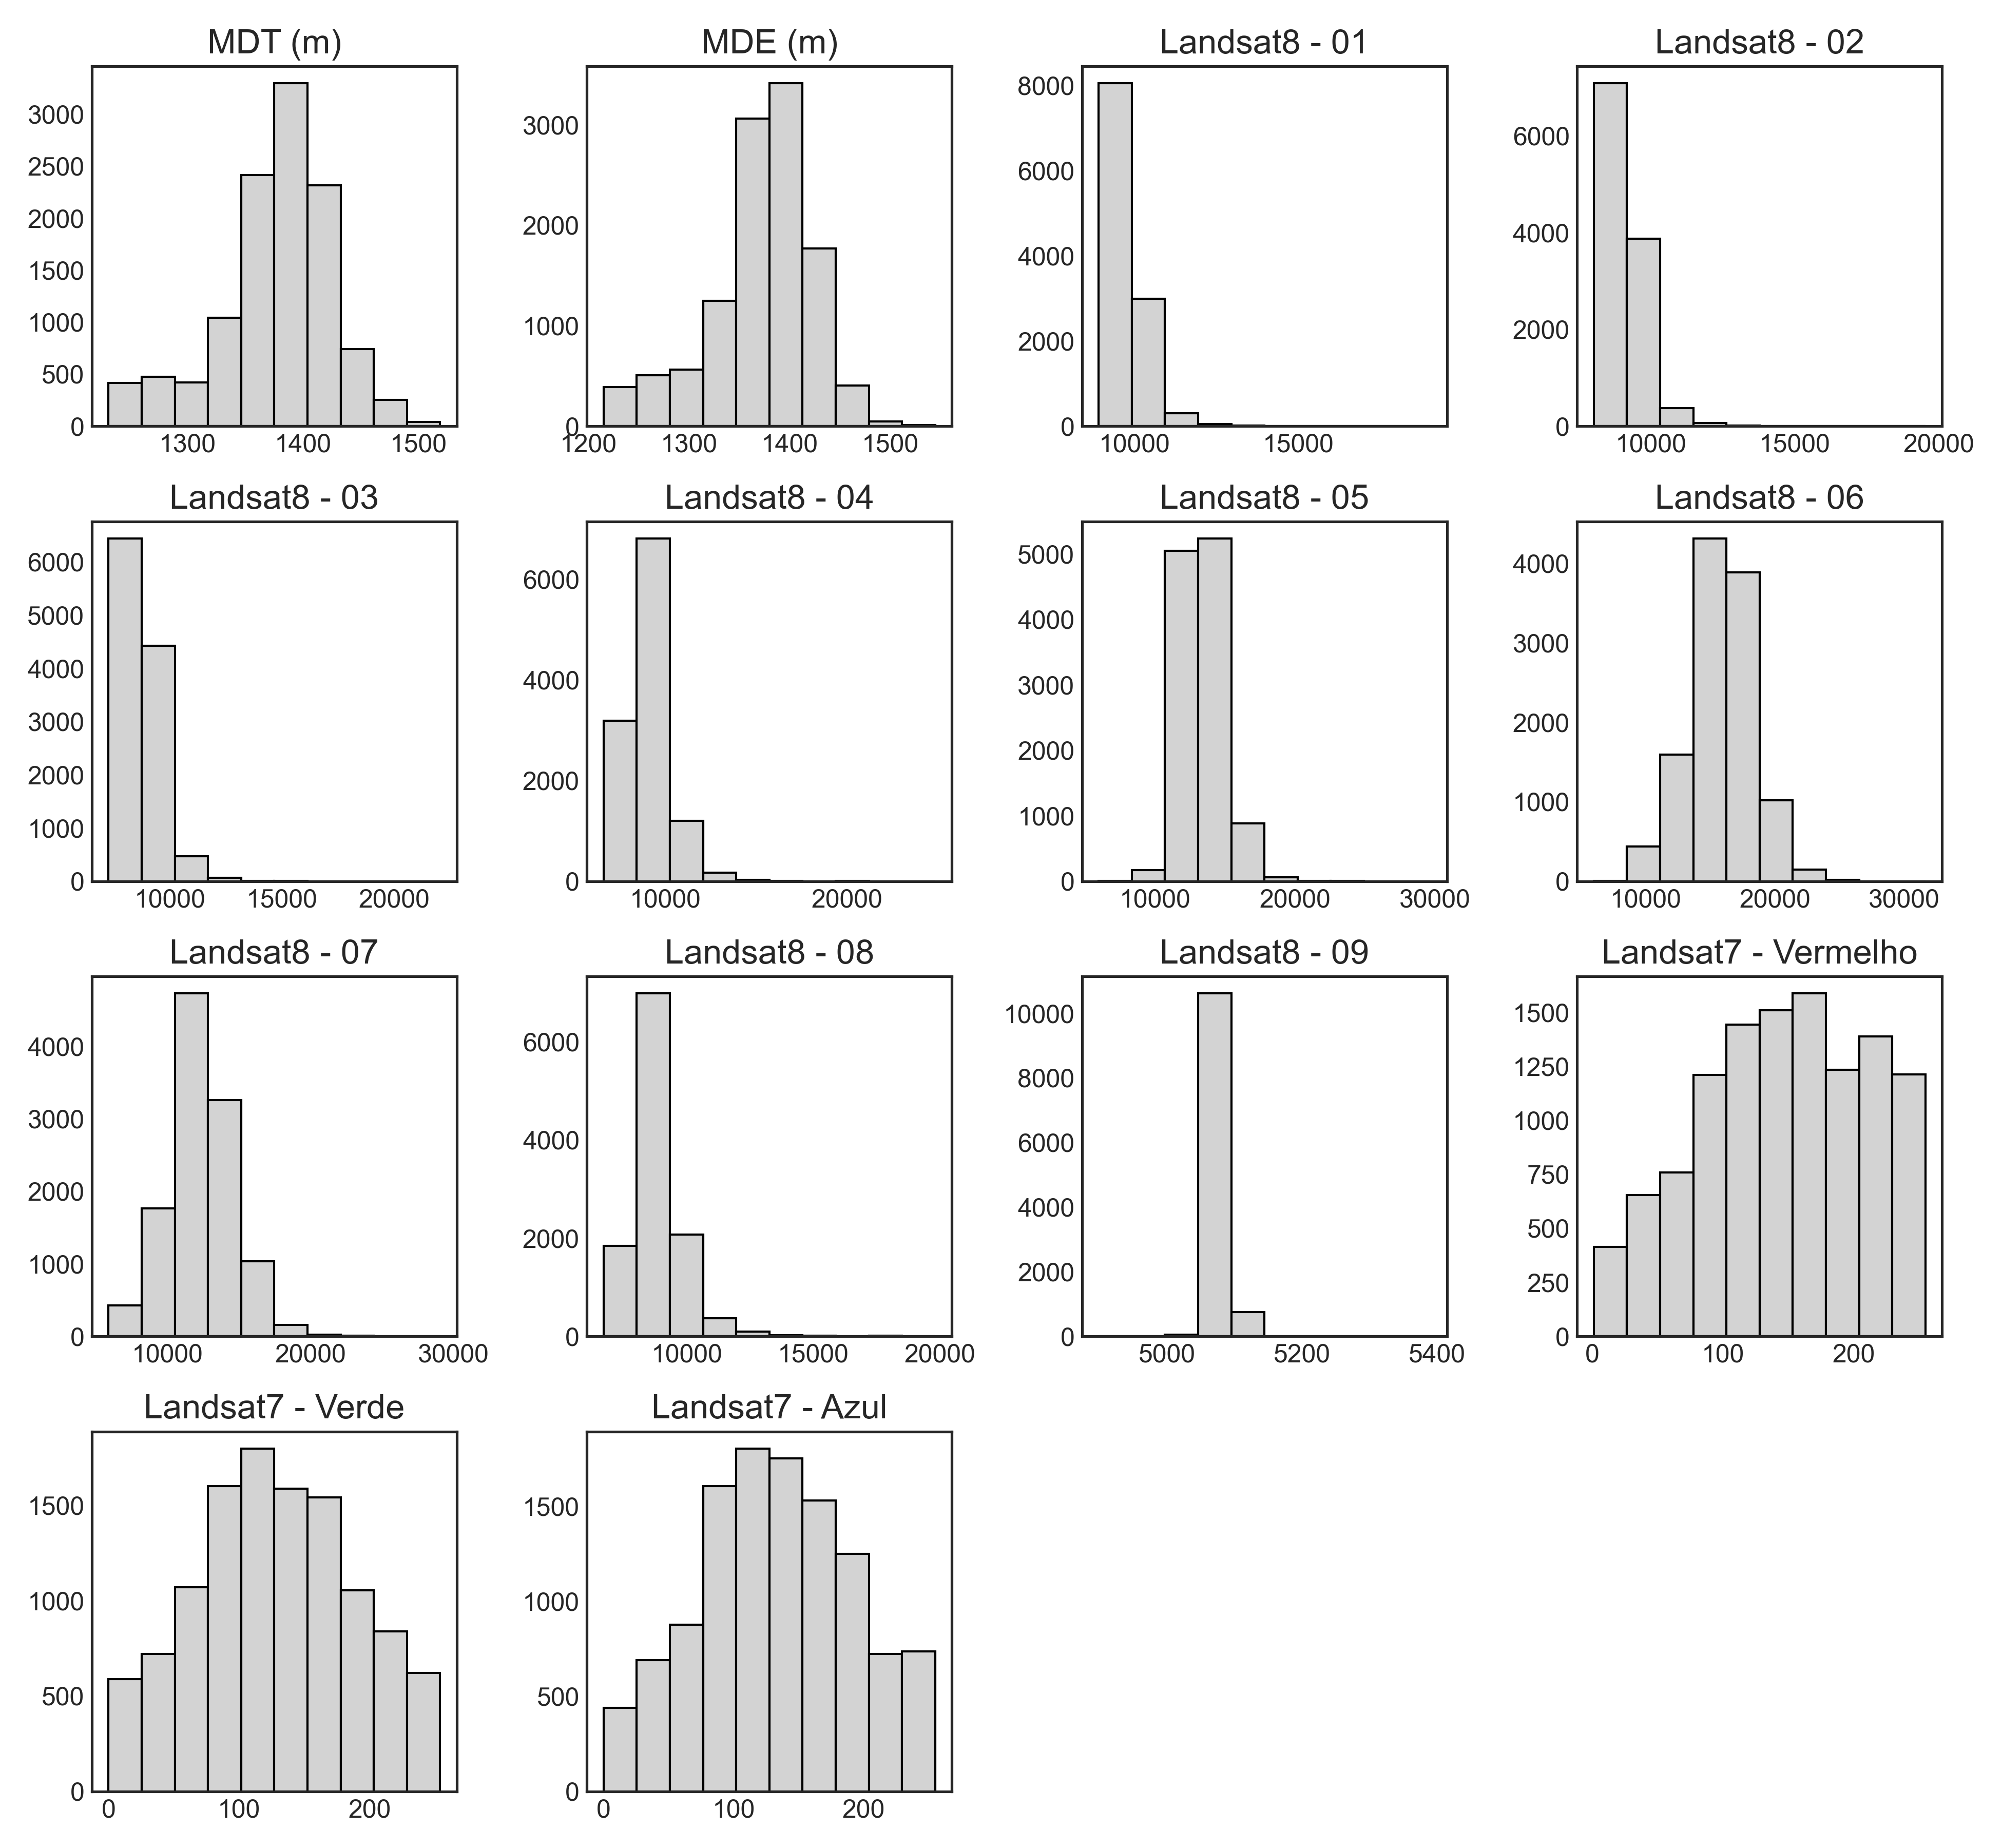 MDT (m)
MDE (m)
Landsat8 - 01
Landsat8 - 02
3000
2500
2000
1500
1000
500
0
1300 1400 1500
3000
2000
1000
0
1200 1300 1400 1500
8000
6000
4000
2000
0
10000 15000
6000
4000
2000
0
10000 15000 20000
Landsat8 - 03
Landsat8 - 04
Landsat8 - 05
Landsat8 - 06
6000
5000
4000
3000
2000
1000
0
10000 15000 20000
6000
4000
2000
0
10000 20000
5000
4000
3000
2000
1000
0
10000 20000 30000
4000
3000
2000
1000
0
10000 20000 30000
Landsat8 - 07
Landsat8 - 08
Landsat8 - 09
Landsat7 - Vermelho
4000
3000
2000
1000
0
10000 20000 30000
6000
4000
2000
0
10000 15000 20000
10000
8000
6000
4000
2000
0
5000 5200 5400
1500
1250
1000
750
500
250
0
0 100 200
Landsat7 - Verde
Landsat7 - Azul
1500
1000
500
0
0 100 200
1500
1000
500
0
0 100 200